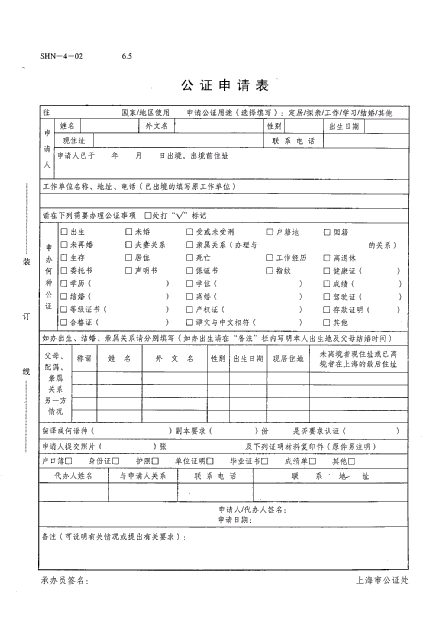 SHN-4-02 6.5
公证申请表
往 国家/地区使用 申请公证用途(选择填写):定居/探亲/工作/学习/结婚/其他
申请人 姓名 外文名 性别 出生日期
现住址 联系电话
申请人已于 年 月 日出境。出境前住址
工作单位名称、地址、电话(已出境的填写原工作单位)
请在下列需要办理公证事项 □处打“√”标记
申办何种公证
□出生 □未婚 □受或未受刑 □户籍地 □国籍
□未再婚 □夫妻关系 □亲属关系(办理与 的关系)
□生存 □居住 □死亡 □工作经历 □离退休
□委托书 □声明书 □保证书 □指纹 □健康证( )
□学历( ) □学位( ) □成绩( )
□结婚( ) □离婚( ) □驾驶证( )
□等级证书( ) □产权证( ) □存款证明( )
□合格证( ) □译文与中文相符( ) □其他
如办出生、结婚、亲属关系请分别填写(如办出生请在“备注”栏内写明本人出生地及父母结婚时间)
父母、配偶、亲属关系另一方情况 称谓 姓名 外文名 性别 出生日期 现居住地 未离境者现住址或已离境者在上海的最后住址
需译成何语种( )副本要求( )份 是否要求认证( )
申请人提交照片( )张 及下列证明材料复印件(原件另注明)
户口簿□ 身份证□ 护照□ 单位证明□ 毕业证书□ 成绩单□ 其他□
代办人姓名 与申请人关系 联系电话 联系地址
申请人/代办人签名:
申请日期:
备注(可说明有关情况或提出有关要求):
承办员签名: 上海市公证处
装
订
线